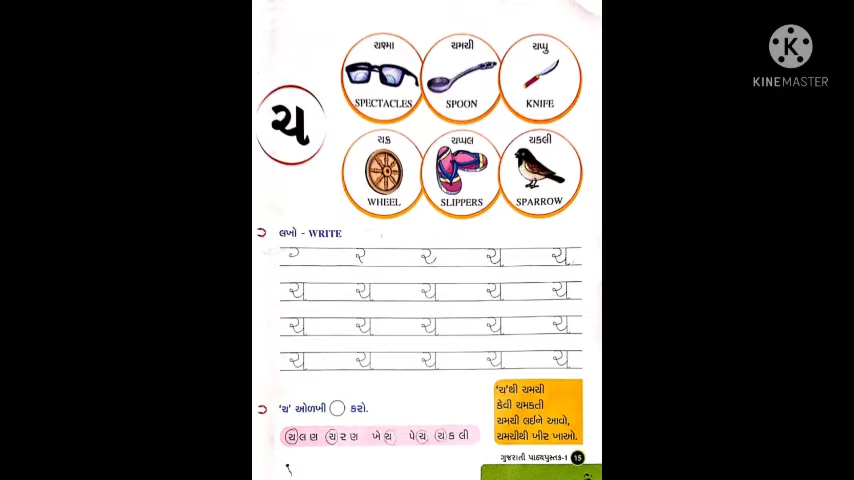 ચશ્મા
ચમચી
ચપ્પુ
SPECTACLES
SPOON
KNIFE
ચ
ચક્ર
ચપ્પલ
ચકલી
WHEEL
SLIPPERS
SPARROW
લખો - WRITE
ર ર ચ ચ
ચ ચ ચ ચ ચ
ચ ચ ચ ચ ચ
ચ ચ ચ ચ ચ
'ચ' ઓળખી ◯ કરો.
ચલણ ચરણ ખેચ પેચ ચકલી
'ચ'થી ચમચી
કેવી ચમકતી
ચમચી લઈને આવો,
ચમચીથી ખીર ખાઓ.
ગુજરાતી પાઠ્યપુસ્તક-1 15
K
KINEMASTER